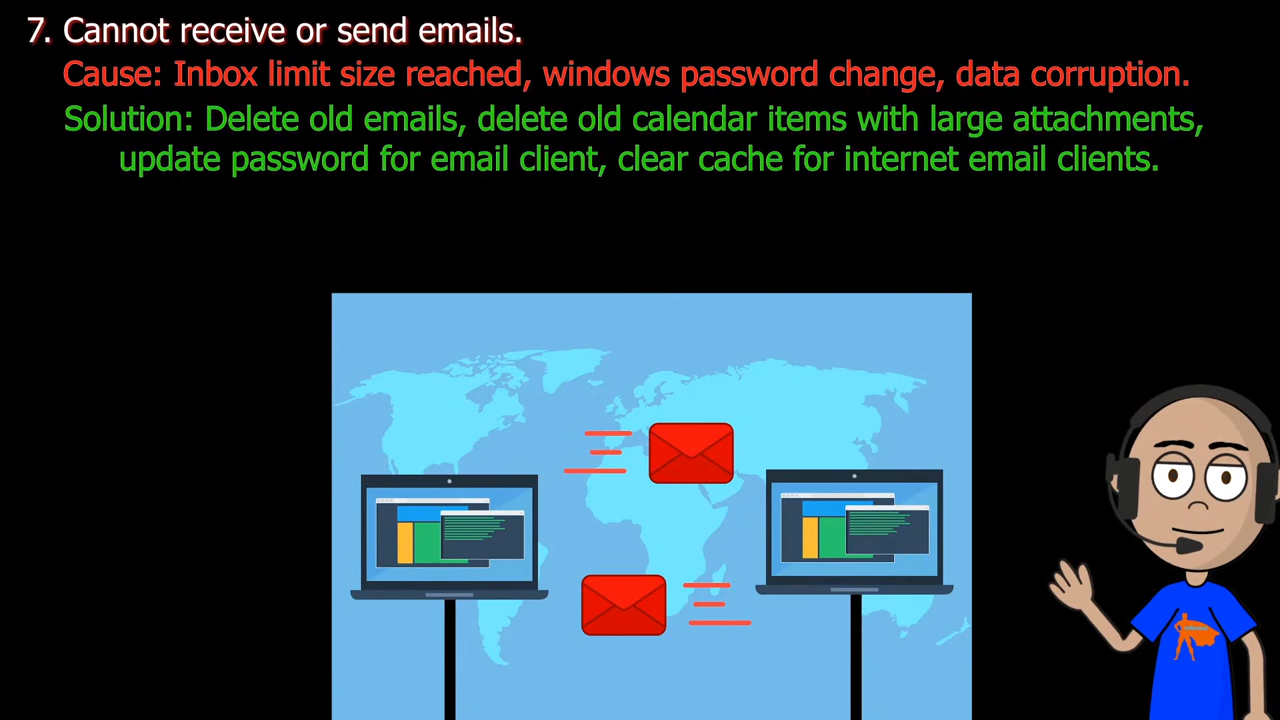 7. Cannot receive or send emails.
Cause: Inbox limit size reached, windows password change, data corruption.
Solution: Delete old emails, delete old calendar items with large attachments,
update password for email client, clear cache for internet email clients.